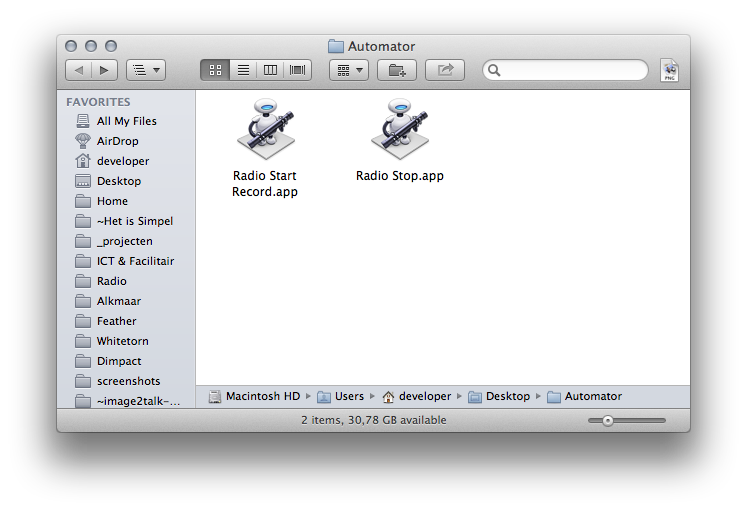 Automator
PNG
FAVORITES
All My Files
AirDrop
developer
Desktop
Home
~Het is Simpel
_projecten
ICT & Facilitair
Radio
Alkmaar
Feather
Whitetorn
Dimpact
screenshots
~image2talk-...
Radio Start
Record.app
Radio Stop.app
Macintosh HD ▸ Users ▸ developer ▸ Desktop ▸ Automator
2 items, 30,78 GB available